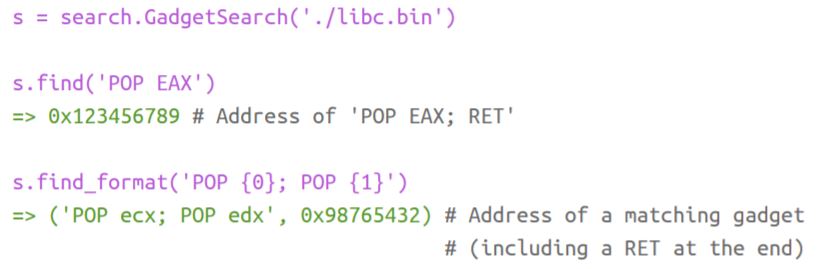 s = search.GadgetSearch('./libc.bin')
s.find('POP EAX')
=> 0x123456789 # Address of 'POP EAX; RET'
s.find_format('POP {0}; POP {1}')
=> ('POP ecx; POP edx', 0x98765432) # Address of a matching gadget
# (including a RET at the end)